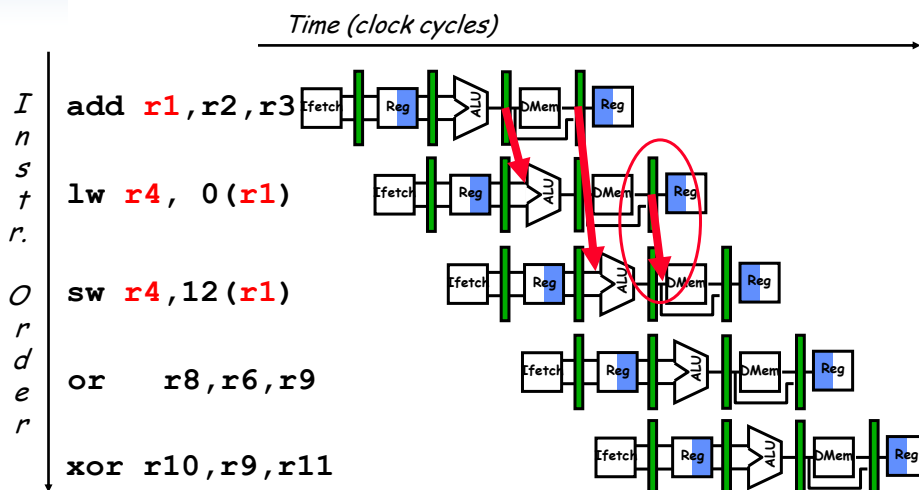 Time (clock cycles)
Instr. Order
add r1,r2,r3
Ifetch Reg ALU DMem Reg
lw r4, 0(r1)
Ifetch Reg ALU DMem Reg
sw r4,12(r1)
Ifetch Reg ALU DMem Reg
or r8,r6,r9
Ifetch Reg ALU DMem Reg
xor r10,r9,r11
Ifetch Reg ALU DMem Reg